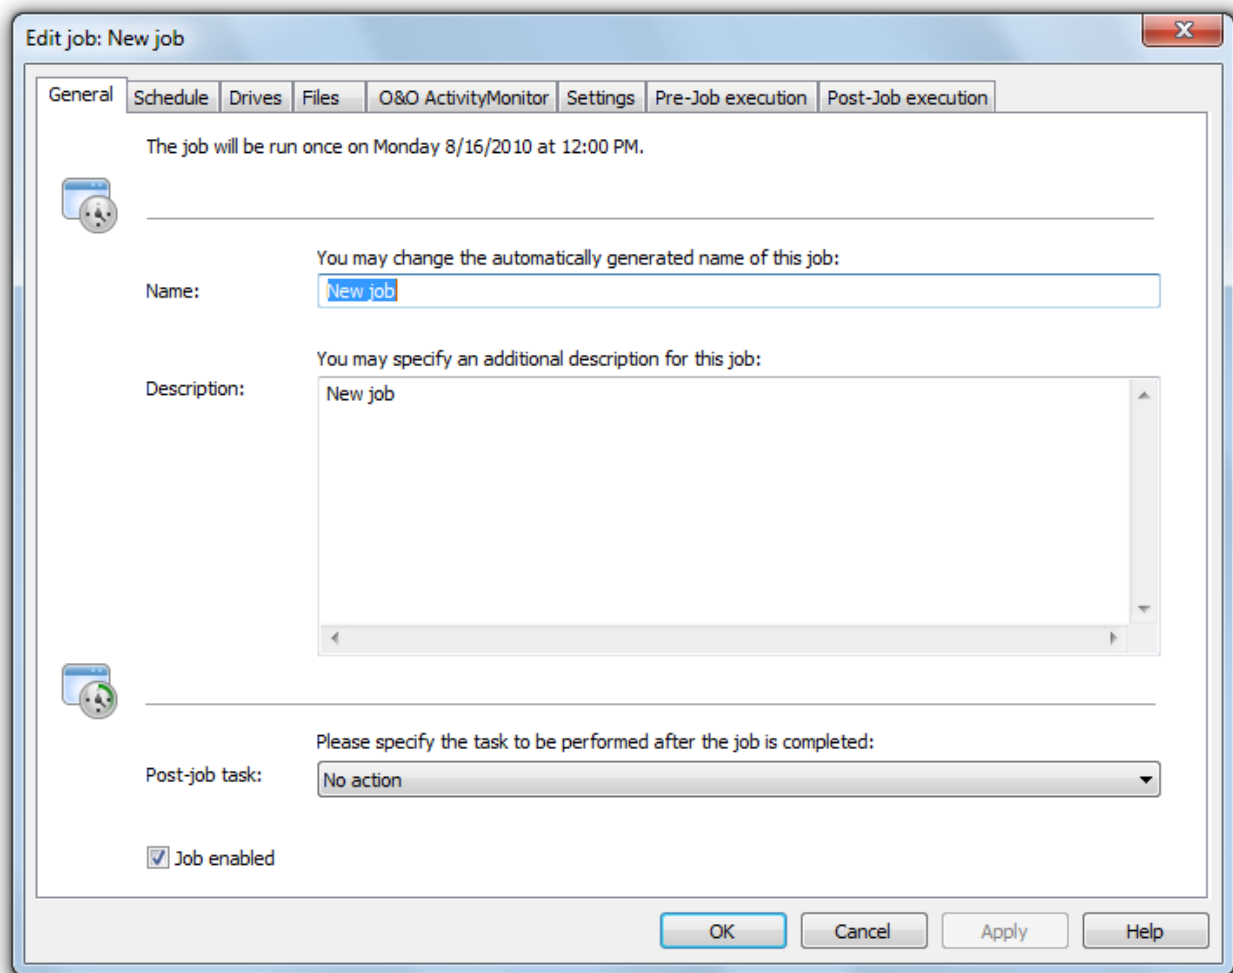 Edit job: New job
General Schedule Drives Files O&O ActivityMonitor Settings Pre-Job execution Post-Job execution
The job will be run once on Monday 8/16/2010 at 12:00 PM.
You may change the automatically generated name of this job:
Name: New job
You may specify an additional description for this job:
Description: New job
Please specify the task to be performed after the job is completed:
Post-job task: No action
Job enabled
OK Cancel Apply Help